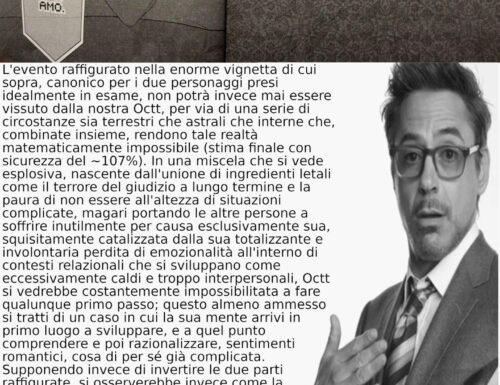 AMO.
L'evento raffigurato nella enorme vignetta di cui
sopra, canonico per i due personaggi presi
idealmente in esame, non potrà invece mai essere
vissuto dalla nostra Octt, per via di una serie di
circostanze sia terrestri che astrali che interne che,
combinate insieme, rendono tale realtà
matematicamente impossibile (stima finale con
sicurezza del ~107%). In una miscela che si vede
esplosiva, nascente dall'unione di ingredienti letali
come il terrore del giudizio a lungo termine e la
paura di non essere all'altezza di situazioni
complicate, magari portando le altre persone a
soffrire inutilmente per causa esclusivamente sua,
squisitamente catalizzata dalla sua totalizzante e
involontaria perdita di emozionalità all'interno di
contesti relazionali che si sviluppano come
eccessivamente caldi e troppo interpersonali, Octt
si vedrebbe costantemente impossibilitata a fare
qualunque primo passo; questo almeno ammesso
si tratti di un caso in cui la sua mente arrivi in
primo luogo a sviluppare, e a quel punto
comprendere e poi razionalizzare, sentimenti
romantici, cosa di per sé già complicata.
Supponendo invece di invertire le due parti
raffigurate, si osserverebbe invece come la